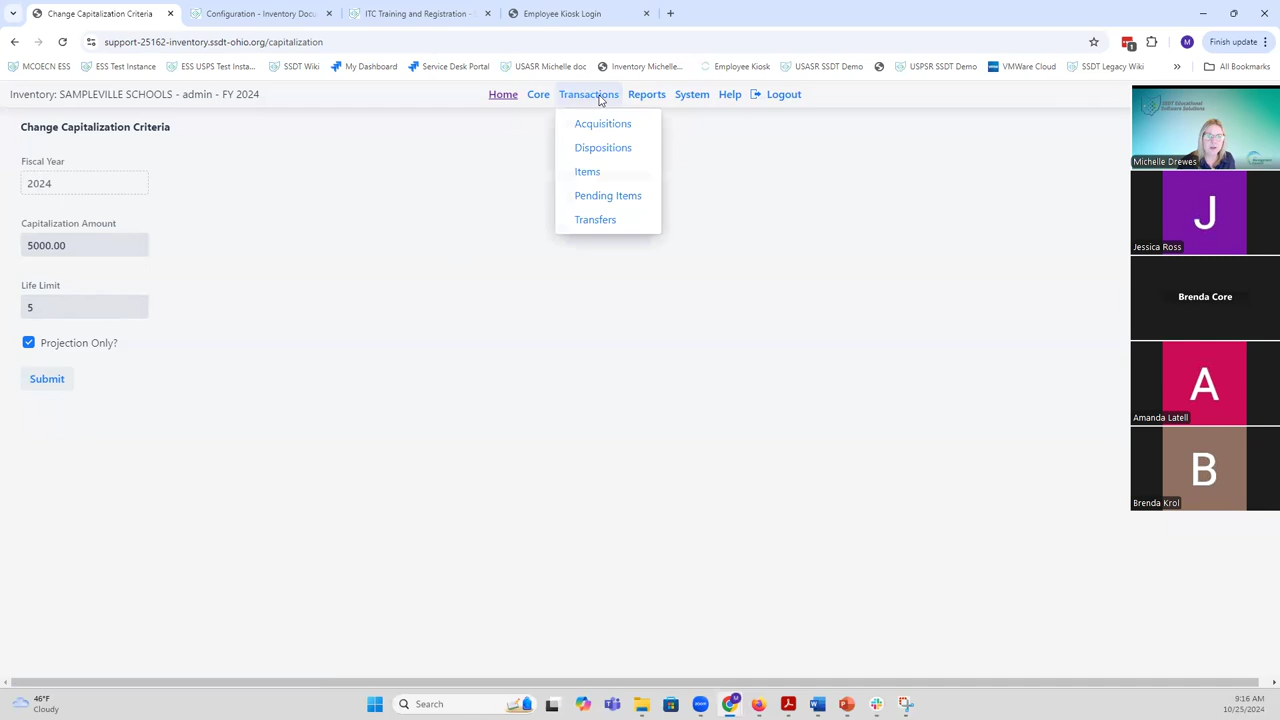 Change Capitalization Criteria
Configuration - Inventory Docu
ITC Training and Registration -
Employee Kiosk Login
support-25162-inventory.ssdt-ohio.org/capitalization
Finish update
MCOECN ESS
ESS Test Instance
ESS USPS Test Insta...
SSDT Wiki
My Dashboard
Service Desk Portal
USASR Michelle doc
Inventory Michelle...
Employee Kiosk
USASR SSDT Demo
USPSR SSDT Demo
VMWare Cloud
SSDT Legacy Wiki
All Bookmarks
Inventory: SAMPLEVILLE SCHOOLS - admin - FY 2024
Home
Core
Transactions
Reports
System
Help
Logout
Acquisitions
Dispositions
Items
Pending Items
Transfers
Change Capitalization Criteria
Fiscal Year
2024
Capitalization Amount
5000.00
Life Limit
5
Projection Only?
Submit
Michelle Drewes
J
Jessica Ross
Brenda Core
A
Amanda Latell
B
Brenda Krol
46°F
Cloudy
Search
9:16 AM
10/25/2024